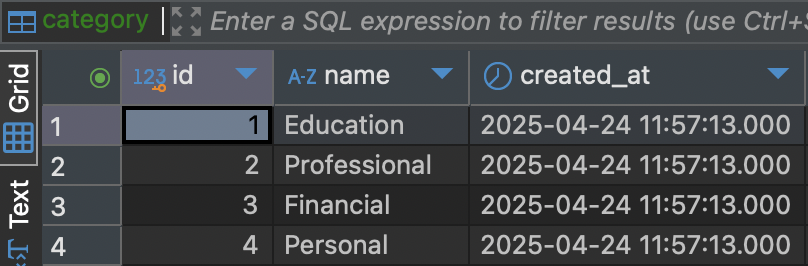 category Enter a SQL expression to filter results (use Ctrl+S
Grid
Text
123 id A-Z name created_at
1 1 Education 2025-04-24 11:57:13.000
2 2 Professional 2025-04-24 11:57:13.000
3 3 Financial 2025-04-24 11:57:13.000
4 4 Personal 2025-04-24 11:57:13.000